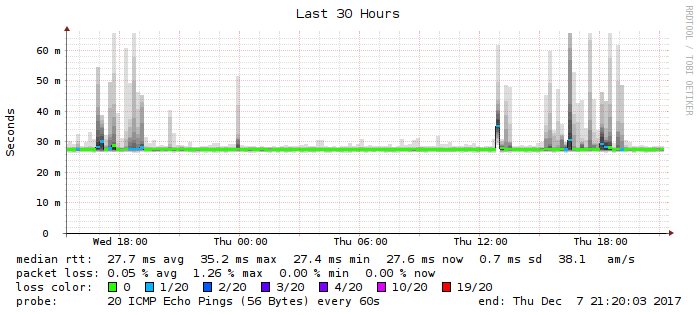 Last 30 Hours
RRDTOOL / TOBI OETIKER
Seconds
60 m
50 m
40 m
30 m
20 m
10 m
0
Wed 18:00 Thu 00:00 Thu 06:00 Thu 12:00 Thu 18:00
median rtt: 27.7 ms avg 35.2 ms max 27.4 ms min 27.6 ms now 0.7 ms sd 38.1 am/s
packet loss: 0.05 % avg 1.26 % max 0.00 % min 0.00 % now
loss color: 0 1/20 2/20 3/20 4/20 10/20 19/20
probe: 20 ICMP Echo Pings (56 Bytes) every 60s end: Thu Dec 7 21:20:03 2017